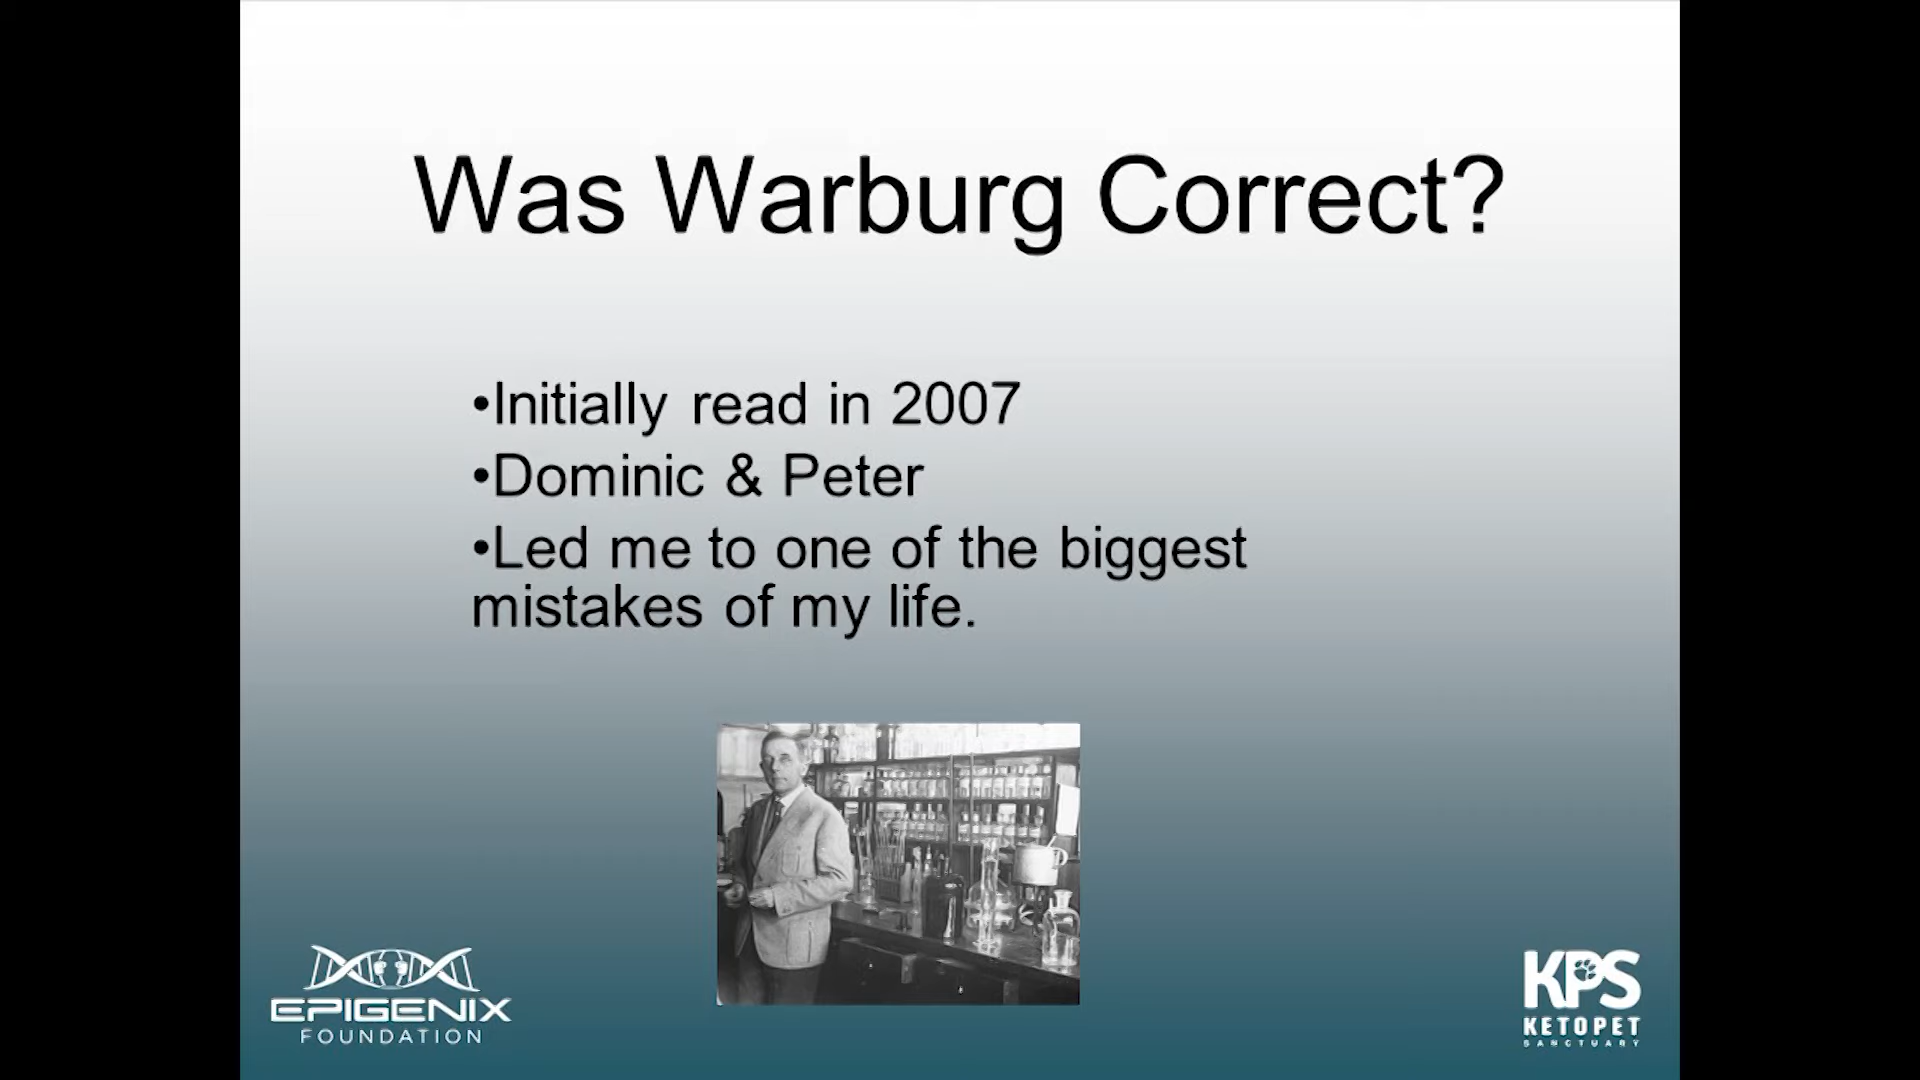 Was Warburg Correct?
•Initially read in 2007
•Dominic & Peter
•Led me to one of the biggest
mistakes of my life.
EPIGENIX
FOUNDATION
KPS
KETOPET
SANCTUARY